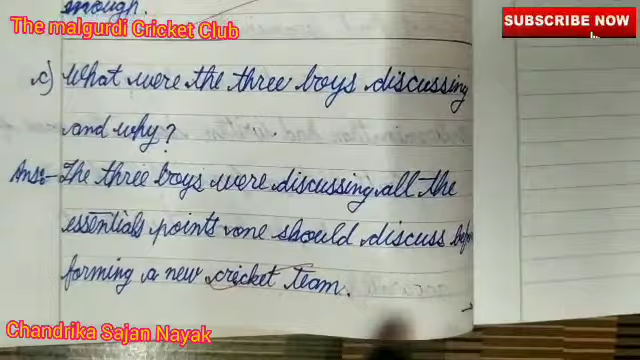 enough.
The malgurdi Cricket Club
SUBSCRIBE NOW
c) What were the three boys discussing
and why?
Ans:- The three boys were discussing all the
essentials points one should discuss befor
forming a new cricket team.
Chandrika Sajan Nayak